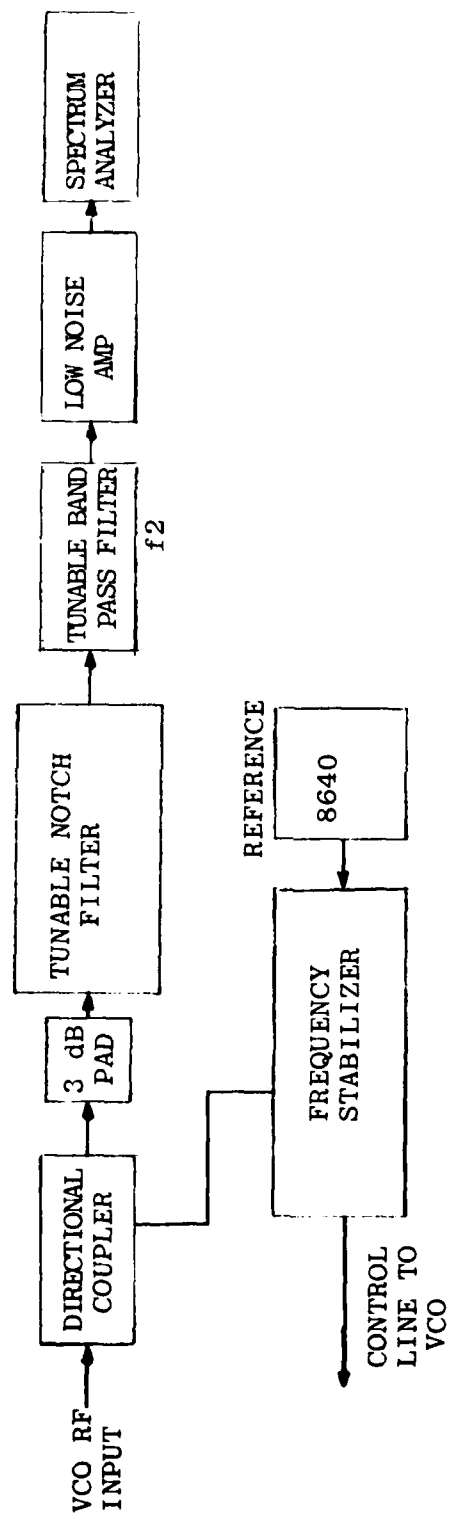 VCO RF
INPUT
DIRECTIONAL
COUPLER
3 dB
PAD
TUNABLE NOTCH
FILTER
TUNABLE BAND
PASS FILTER
f2
LOW NOISE
AMP
SPECTRUM
ANALYZER
CONTROL
LINE TO
VCO
FREQUENCY
STABILIZER
REFERENCE
8640